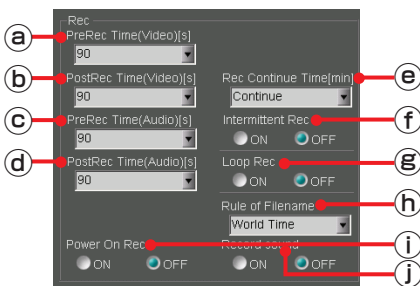 Rec
ⓐ PreRec Time(Video)[s]
90
ⓑ PostRec Time(Video)[s] Rec Continue Time[min] ⓔ
90 Continue
ⓒ PreRec Time(Audio)[s] Intermittent Rec ⓕ
90 ON OFF
ⓓ PostRec Time(Audio)[s] Loop Rec ⓖ
90 ON OFF
Rule of Filename ⓗ
World Time
Power On Rec Record sound ⓘ
ON OFF ON OFF ⓙ